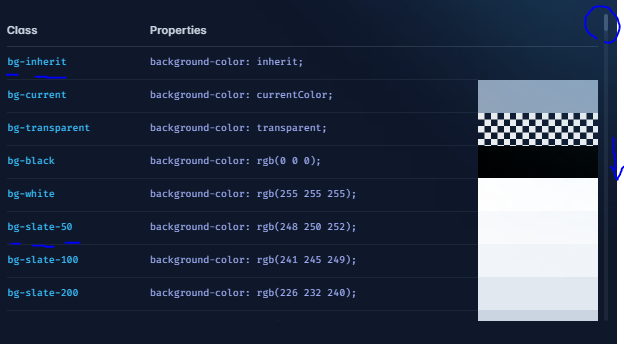 Class Properties
bg-inherit background-color: inherit;
bg-current background-color: currentColor;
bg-transparent background-color: transparent;
bg-black background-color: rgb(0 0 0);
bg-white background-color: rgb(255 255 255);
bg-slate-50 background-color: rgb(248 250 252);
bg-slate-100 background-color: rgb(241 245 249);
bg-slate-200 background-color: rgb(226 232 240);